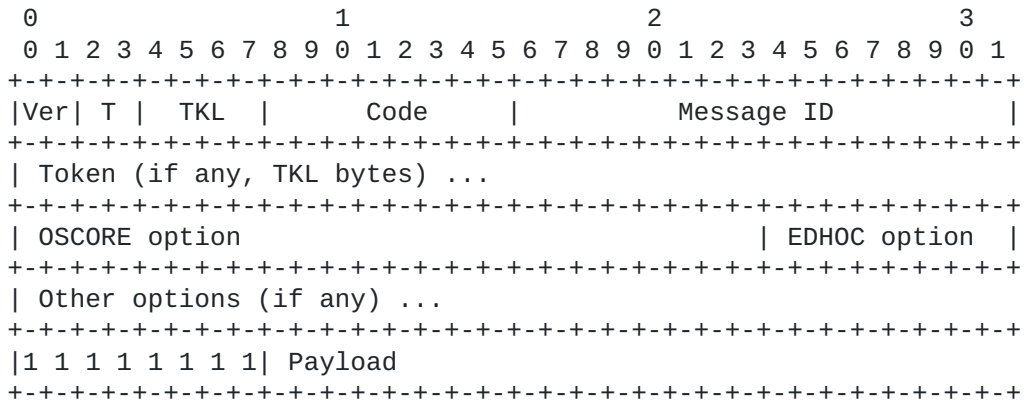 0                   1                   2                   3
 0 1 2 3 4 5 6 7 8 9 0 1 2 3 4 5 6 7 8 9 0 1 2 3 4 5 6 7 8 9 0 1
+-+-+-+-+-+-+-+-+-+-+-+-+-+-+-+-+-+-+-+-+-+-+-+-+-+-+-+-+-+-+-+-+
|Ver| T |  TKL  |      Code     |          Message ID           |
+-+-+-+-+-+-+-+-+-+-+-+-+-+-+-+-+-+-+-+-+-+-+-+-+-+-+-+-+-+-+-+-+
| Token (if any, TKL bytes) ...
+-+-+-+-+-+-+-+-+-+-+-+-+-+-+-+-+-+-+-+-+-+-+-+-+-+-+-+-+-+-+-+-+
| OSCORE option                                 | EDHOC option  |
+-+-+-+-+-+-+-+-+-+-+-+-+-+-+-+-+-+-+-+-+-+-+-+-+-+-+-+-+-+-+-+-+
| Other options (if any) ...
+-+-+-+-+-+-+-+-+-+-+-+-+-+-+-+-+-+-+-+-+-+-+-+-+-+-+-+-+-+-+-+-+
|1 1 1 1 1 1 1 1| Payload
+-+-+-+-+-+-+-+-+-+-+-+-+-+-+-+-+-+-+-+-+-+-+-+-+-+-+-+-+-+-+-+-+